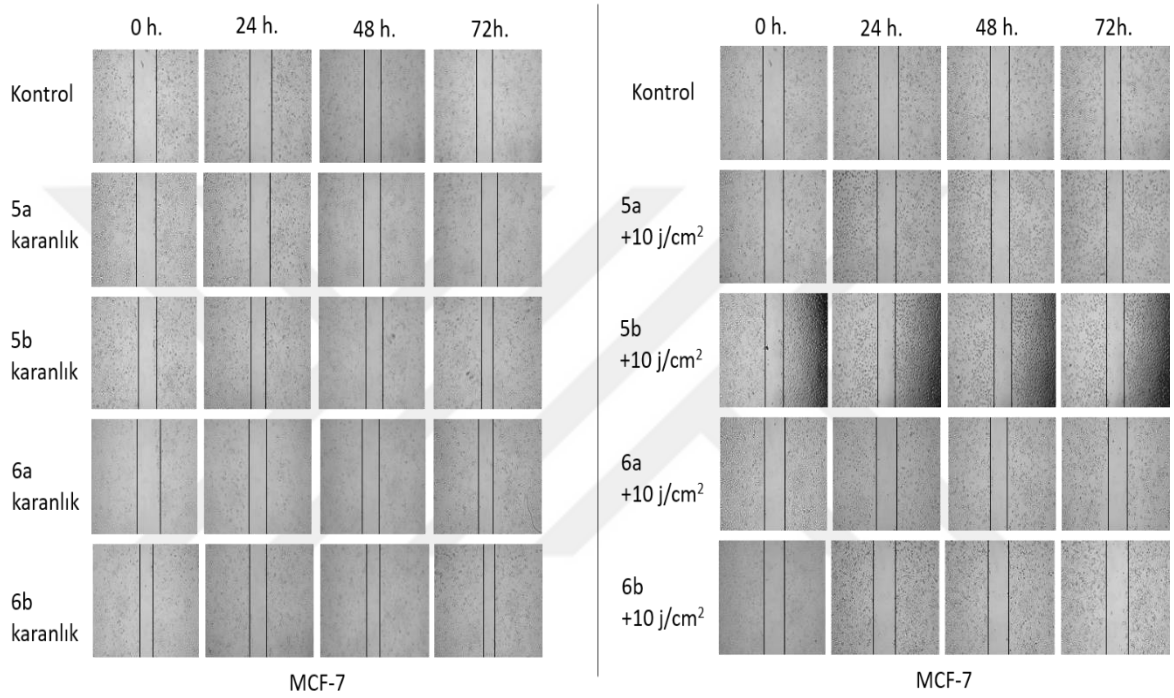 0 h. 24 h. 48 h. 72h.
Kontrol
5a
karanlık
5b
karanlık
6a
karanlık
6b
karanlık
MCF-7
0 h. 24 h. 48 h. 72 h.
Kontrol
5a
+10 j/cm²
5b
+10 j/cm²
6a
+10 j/cm²
6b
+10 j/cm²
MCF-7